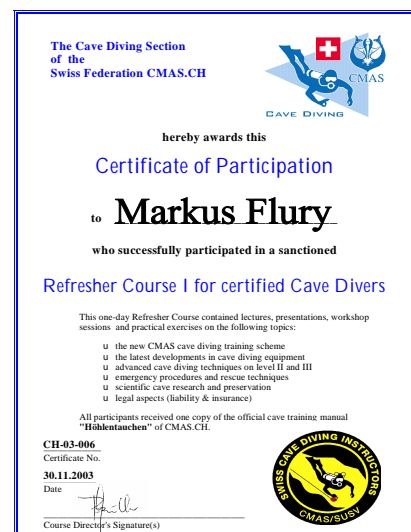 The Cave Diving Section
of the
Swiss Federation CMAS.CH
CMAS
CAVE DIVING
hereby awards this
Certificate of Participation
to Markus Flury
who successfully participated in a sanctioned
Refresher Course I for certified Cave Divers
This one-day Refresher Course contained lectures, presentations, workshop
sessions and practical exercises on the following topics:
u the new CMAS cave diving training scheme
u the latest developments in cave diving equipment
u advanced cave diving techniques on level II and III
u emergency procedures and rescue techniques
u scientific cave research and preservation
u legal aspects (liability & insurance)
All participants received one copy of the official cave training manual
"Höhlentauchen" of CMAS.CH.
CH-03-006
Certificate No.
30.11.2003
Date
Course Director's Signature(s)
SWISS CAVE DIVING INSTRUCTORS
CMAS/SUSV